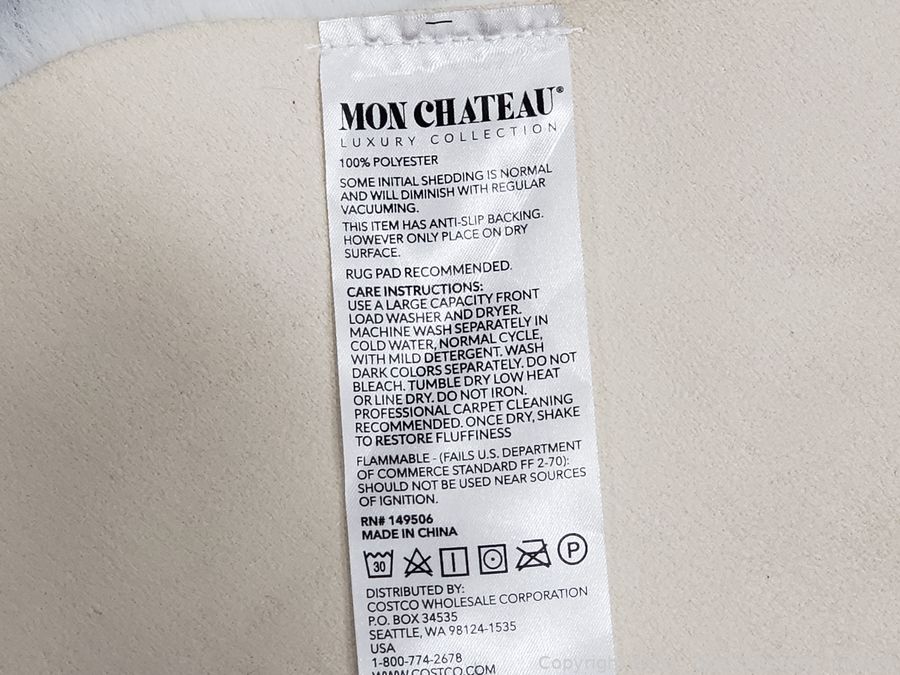 MON CHATEAU®
LUXURY COLLECTION
100% POLYESTER
SOME INITIAL SHEDDING IS NORMAL
AND WILL DIMINISH WITH REGULAR
VACUUMING.
THIS ITEM HAS ANTI-SLIP BACKING.
HOWEVER ONLY PLACE ON DRY
SURFACE.
RUG PAD RECOMMENDED.
CARE INSTRUCTIONS:
USE A LARGE CAPACITY FRONT
LOAD WASHER AND DRYER.
MACHINE WASH SEPARATELY IN
COLD WATER, NORMAL CYCLE,
WITH MILD DETERGENT. WASH
DARK COLORS SEPARATELY. DO NOT
BLEACH. TUMBLE DRY LOW HEAT
OR LINE DRY. DO NOT IRON.
PROFESSIONAL CARPET CLEANING
RECOMMENDED. ONCE DRY, SHAKE
TO RESTORE FLUFFINESS
FLAMMABLE - (FAILS U.S. DEPARTMENT
OF COMMERCE STANDARD FF 2-70):
SHOULD NOT BE USED NEAR SOURCES
OF IGNITION.
RN# 149506
MADE IN CHINA
30 P
DISTRIBUTED BY:
COSTCO WHOLESALE CORPORATION
P.O. BOX 34535
SEATTLE, WA 98124-1535
USA
1-800-774-2678
WWW.COSTCO.COM
Copyright